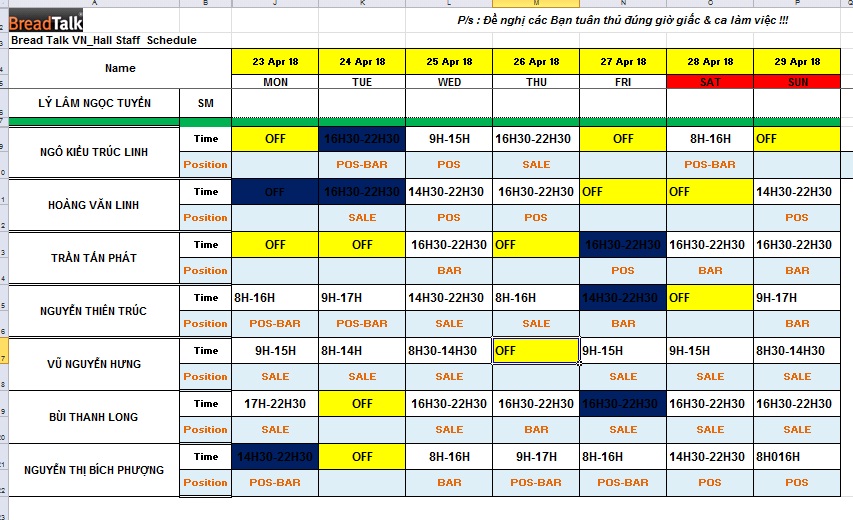 A B J K L M N O P Q
BreadTalk
P/s : Đề nghị các Bạn tuân thủ đúng giờ giấc & ca làm việc !!!
Bread Talk VN_Hall Staff Schedule
Name 23 Apr 18 24 Apr 18 25 Apr 18 26 Apr 18 27 Apr 18 28 Apr 18 29 Apr 18
MON TUE WED THU FRI SAT SUN
LÝ LÂM NGỌC TUYỀN SM
NGÔ KIỀU TRÚC LINH
Time OFF 16H30-22H30 9H-15H 16H30-22H30 OFF 8H-16H OFF
Position POS-BAR POS SALE POS-BAR
HOÀNG VĂN LINH
Time OFF 16H30-22H30 14H30-22H30 16H30-22H30 OFF OFF 14H30-22H30
Position SALE POS POS POS
TRẦN TẤN PHÁT
Time OFF OFF 16H30-22H30 OFF 16H30-22H30 16H30-22H30 16H30-22H30
Position BAR POS BAR BAR
NGUYỄN THIÊN TRÚC
Time 8H-16H 9H-17H 14H30-22H30 8H-16H 14H30-22H30 OFF 9H-17H
Position POS-BAR POS-BAR SALE SALE BAR BAR
VŨ NGUYỄN HƯNG
Time 9H-15H 8H-14H 8H30-14H30 OFF 9H-15H 9H-15H 8H30-14H30
Position SALE SALE SALE SALE SALE SALE
BÙI THANH LONG
Time 17H-22H30 OFF 16H30-22H30 16H30-22H30 16H30-22H30 16H30-22H30 16H30-22H30
Position SALE SALE BAR SALE SALE SALE
NGUYỄN THỊ BÍCH PHƯỢNG
Time 14H30-22H30 OFF 8H-16H 9H-17H 8H-16H 14H30-22H30 8H016H
Position POS-BAR BAR POS-BAR POS-BAR POS POS